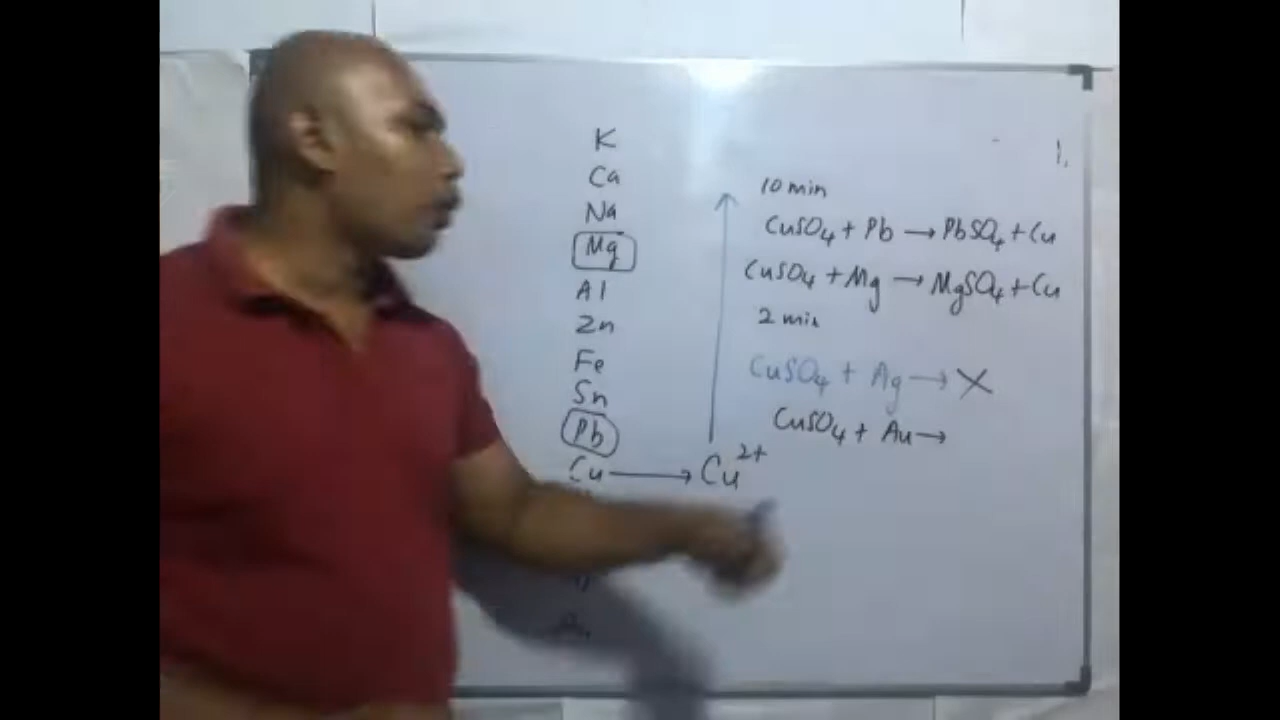 K
Ca
Na
Mg
Al
Zn
Fe
Sn
Pb
Cu → Cu²⁺
1.
10 min
CuSO₄ + Pb → PbSO₄ + Cu
CuSO₄ + Mg → MgSO₄ + Cu
2 min
CuSO₄ + Ag → X
CuSO₄ + Au →